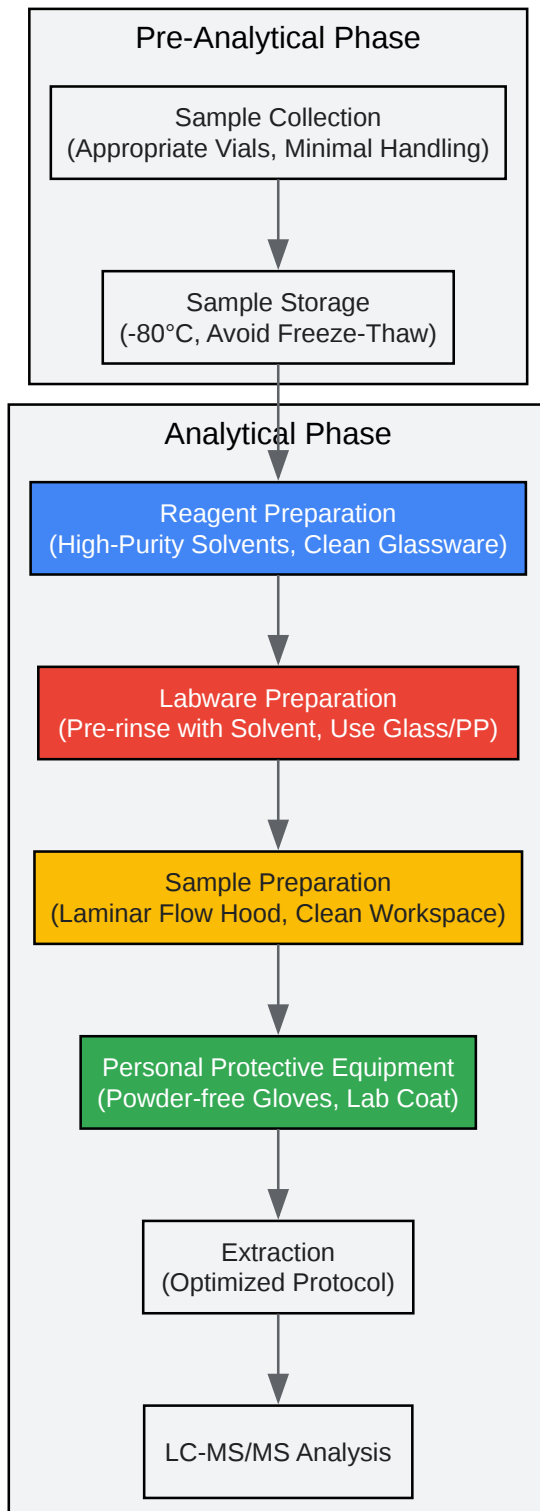 Pre-Analytical Phase
Sample Collection
(Appropriate Vials, Minimal Handling)
Sample Storage
(-80°C, Avoid Freeze-Thaw)
Analytical Phase
Reagent Preparation
(High-Purity Solvents, Clean Glassware)
Labware Preparation
(Pre-rinse with Solvent, Use Glass/PP)
Sample Preparation
(Laminar Flow Hood, Clean Workspace)
Personal Protective Equipment
(Powder-free Gloves, Lab Coat)
Extraction
(Optimized Protocol)
LC-MS/MS Analysis